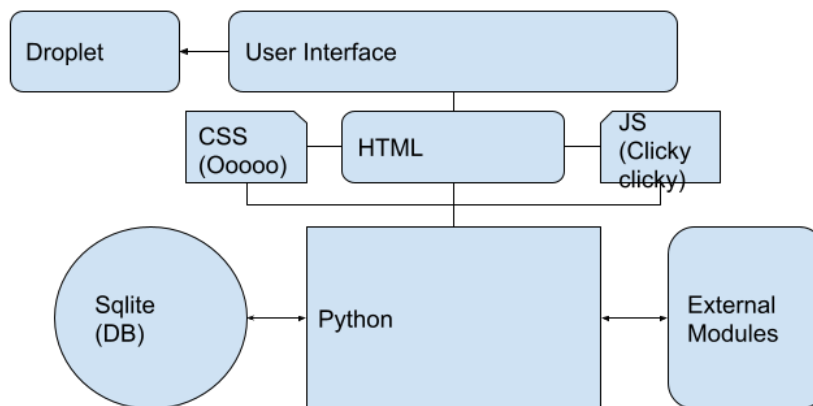 Droplet
User Interface
CSS
(Ooooo)
HTML
JS
(Clicky
clicky)
Sqlite
(DB)
Python
External
Modules